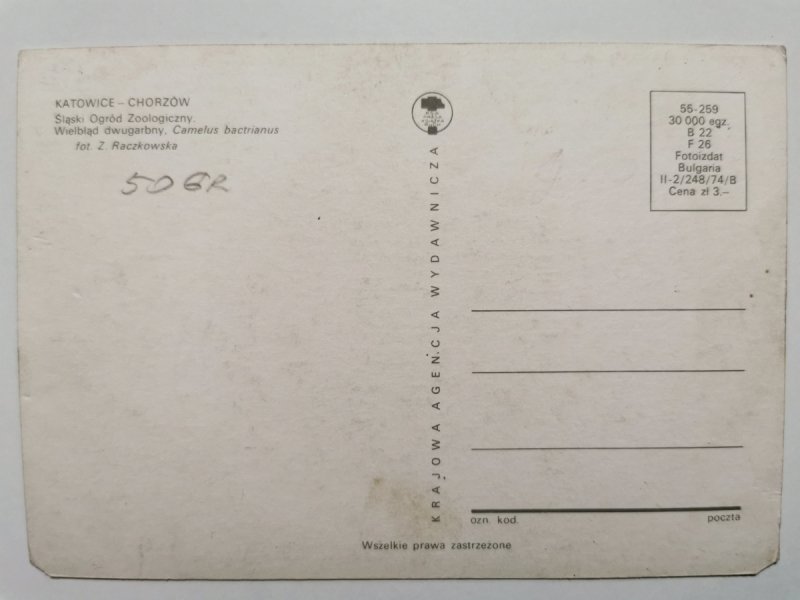 KATOWICE – CHORZÓW
Śląski Ogród Zoologiczny.
Wielbłąd dwugarbny, Camelus bactrianus
fot. Z. Raczkowska
50 GR
KRAJOWA AGENCJA WYDAWNICZA
56-259
30 000 egz.
B 22
F 26
Fotoizdat
Bulgaria
II-2/248/74/B
Cena zł 3.–
ozn. kod.
poczta
Wszelkie prawa zastrzeżone